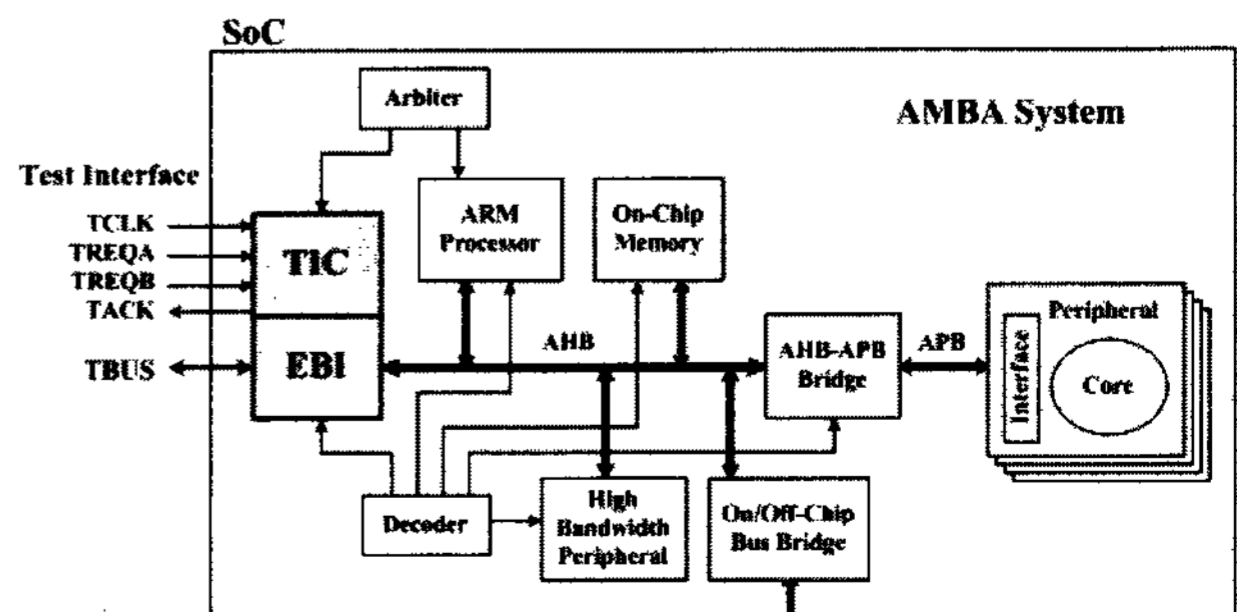 SoC
Arbiter
AMBA System
Test Interface
TCLK
TREQA
TREQB
TACK
TBUS
TIC
EBI
ARM
Processor
On-Chip
Memory
AHB
AHB-APB
Bridge
APB
Peripheral
Interface
Core
Decoder
High
Bandwidth
Peripheral
On/Off-Chip
Bus Bridge